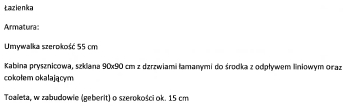 Łazienka
Armatura:
Umywalka szerokość 55 cm
Kabina prysznicowa, szklana 90x90 cm z dzrzwiami łamanymi do środka z odpływem liniowym oraz
cokołem okalającym
Toaleta, w zabudowie (geberit) o szerokości ok. 15 cm